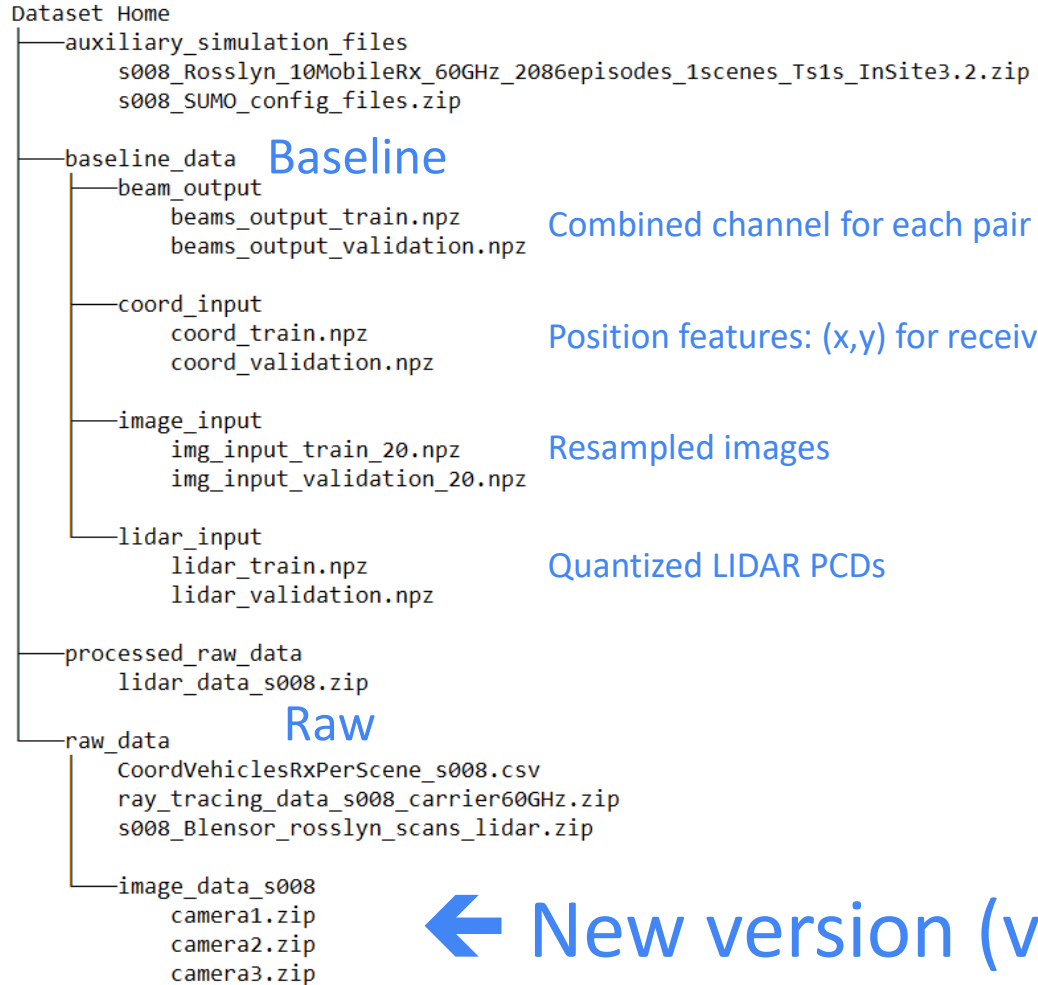 Dataset Home
auxiliary_simulation_files
s008_Rosslyn_10MobileRx_60GHz_2086episodes_1scenes_Ts1s_InSite3.2.zip
s008_SUMO_config_files.zip
baseline_data Baseline
beam_output
beams_output_train.npz
beams_output_validation.npz
Combined channel for each pair
coord_input
coord_train.npz
coord_validation.npz
Position features: (x,y) for receiv
image_input
img_input_train_20.npz
img_input_validation_20.npz
Resampled images
lidar_input
lidar_train.npz
lidar_validation.npz
Quantized LIDAR PCDs
processed_raw_data
lidar_data_s008.zip
Raw
raw_data
CoordVehiclesRxPerScene_s008.csv
ray_tracing_data_s008_carrier60GHz.zip
s008_Blensor_rosslyn_scans_lidar.zip
image_data_s008
camera1.zip
camera2.zip
camera3.zip
← New version (v